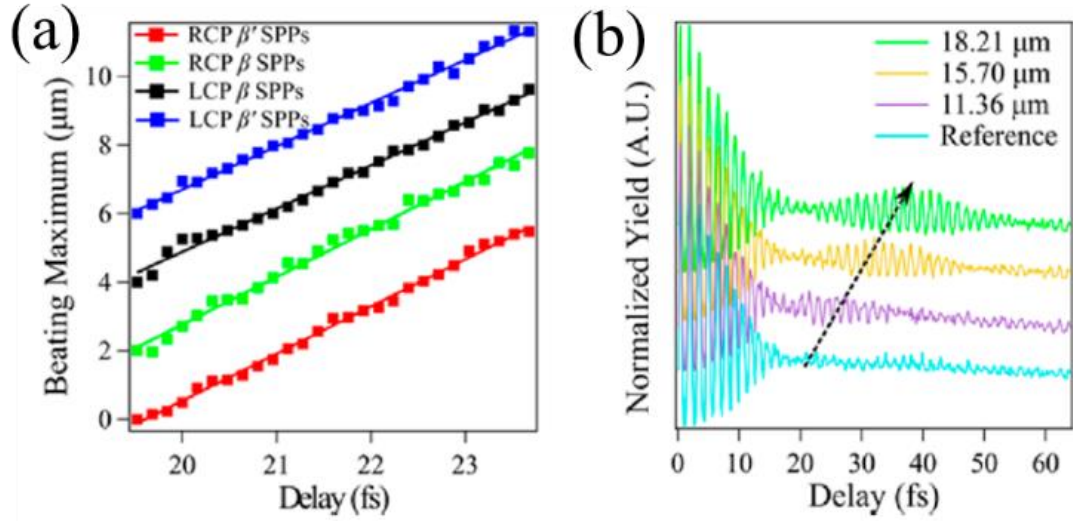 (a)
RCP β' SPPs
RCP β SPPs
LCP β SPPs
LCP β' SPPs
Beating Maximum (μm)
10
8
6
4
2
0
20 21 22 23
Delay (fs)
(b)
18.21 μm
15.70 μm
11.36 μm
Reference
Normalized Yield (A.U.)
0 10 20 30 40 50 60
Delay (fs)